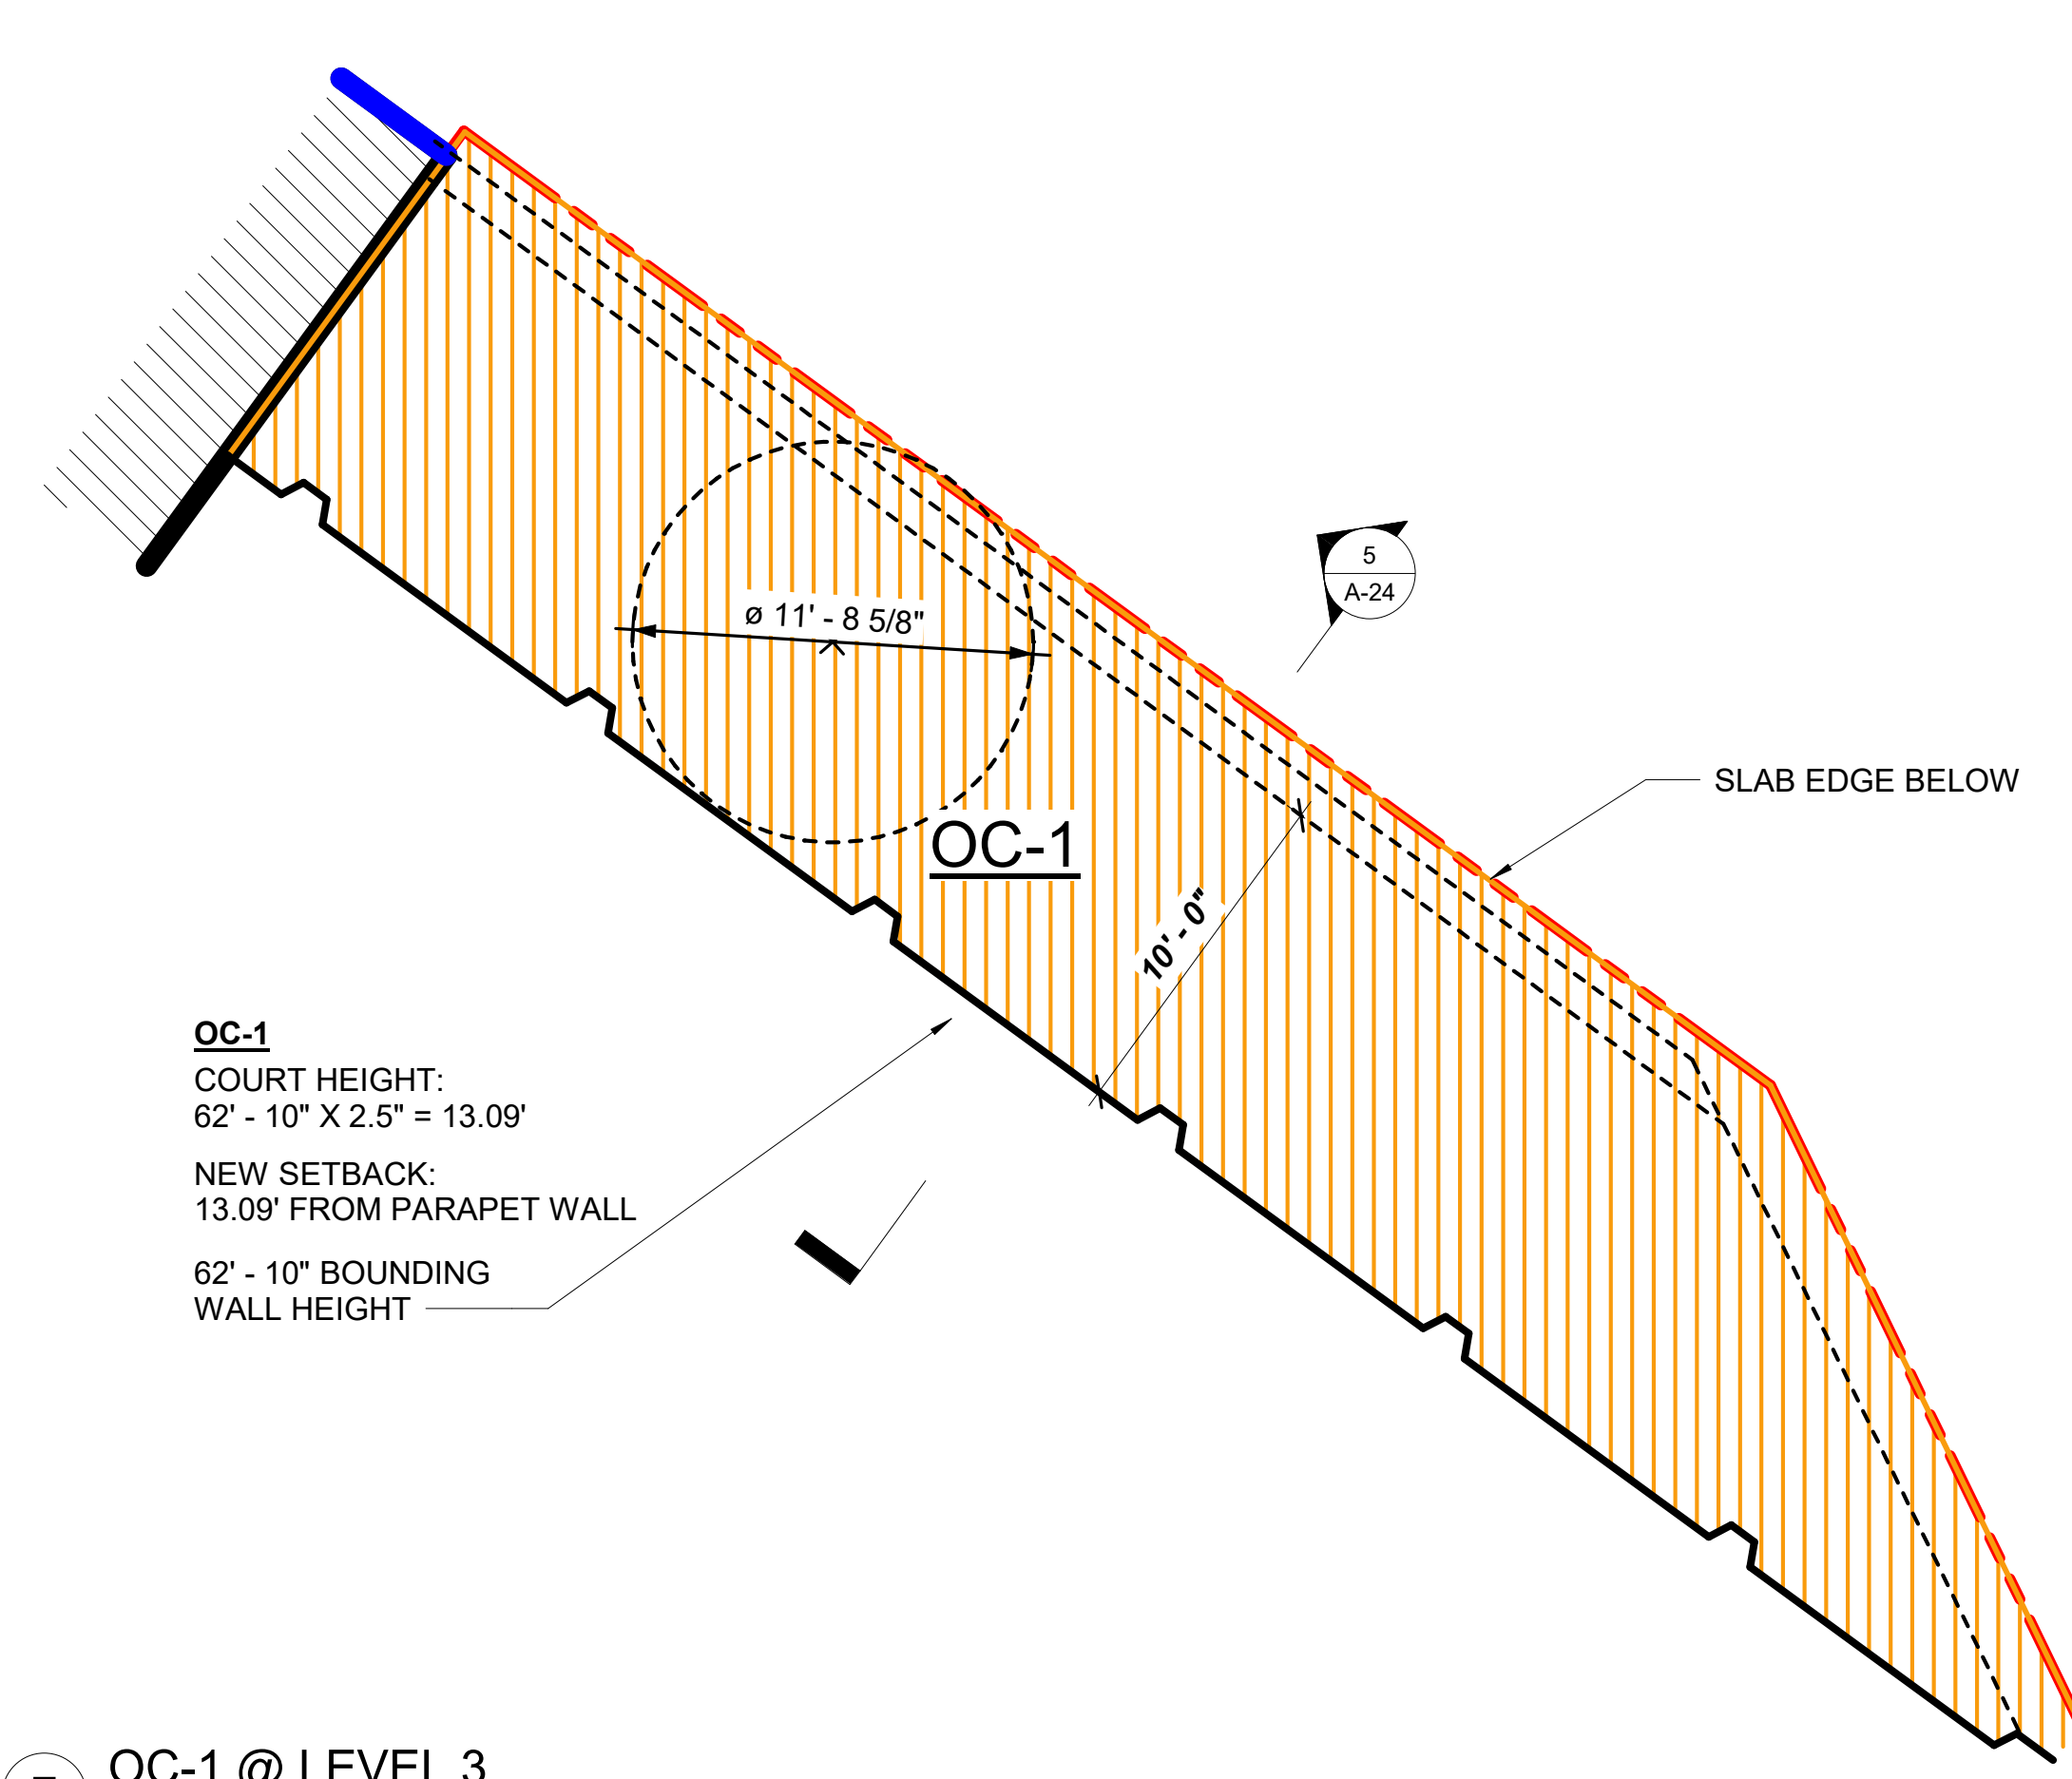 5
A-24
ø 11' - 8 5/8"
SLAB EDGE BELOW
OC-1
10' - 0"
OC-1
COURT HEIGHT:
62' - 10" X 2.5" = 13.09'
NEW SETBACK:
13.09' FROM PARAPET WALL
62' - 10" BOUNDING
WALL HEIGHT
OC-1 @ LEVEL 3